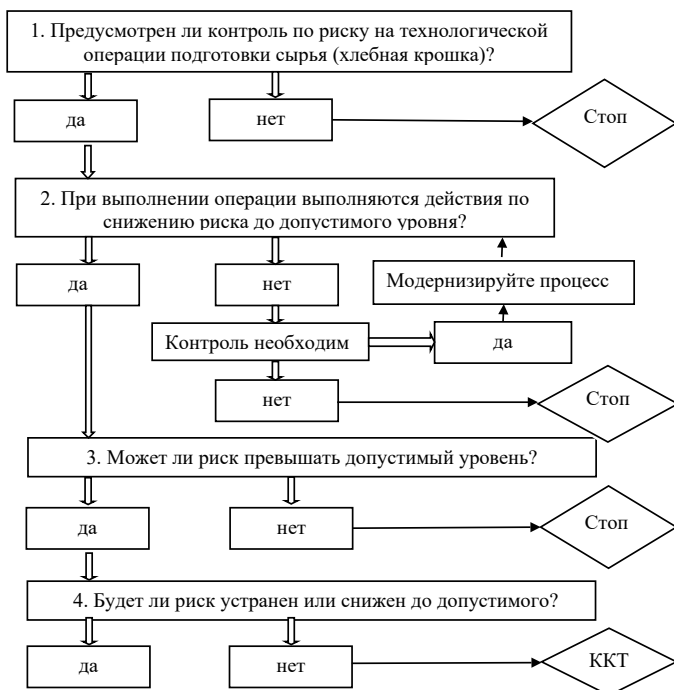 1. Предусмотрен ли контроль по риску на технологической
операции подготовки сырья (хлебная крошка)?
да
нет
Стоп
2. При выполнении операции выполняются действия по
снижению риска до допустимого уровня?
да
нет
Модернизируйте процесс
Контроль необходим
да
нет
Стоп
3. Может ли риск превышать допустимый уровень?
да
нет
Стоп
4. Будет ли риск устранен или снижен до допустимого?
да
нет
ККТ